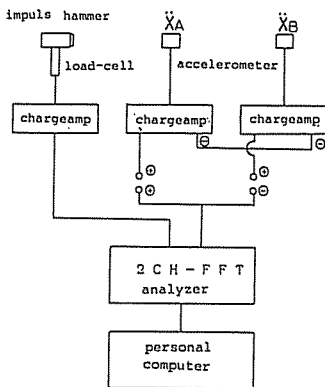 impuls hammer
ẌA
ẌB
load-cell
accelerometer
chargeamp
chargeamp
chargeamp
⊖
⊖
⊕
⊕
⊕
⊖
2CH-FFT
analyzer
personal
computer